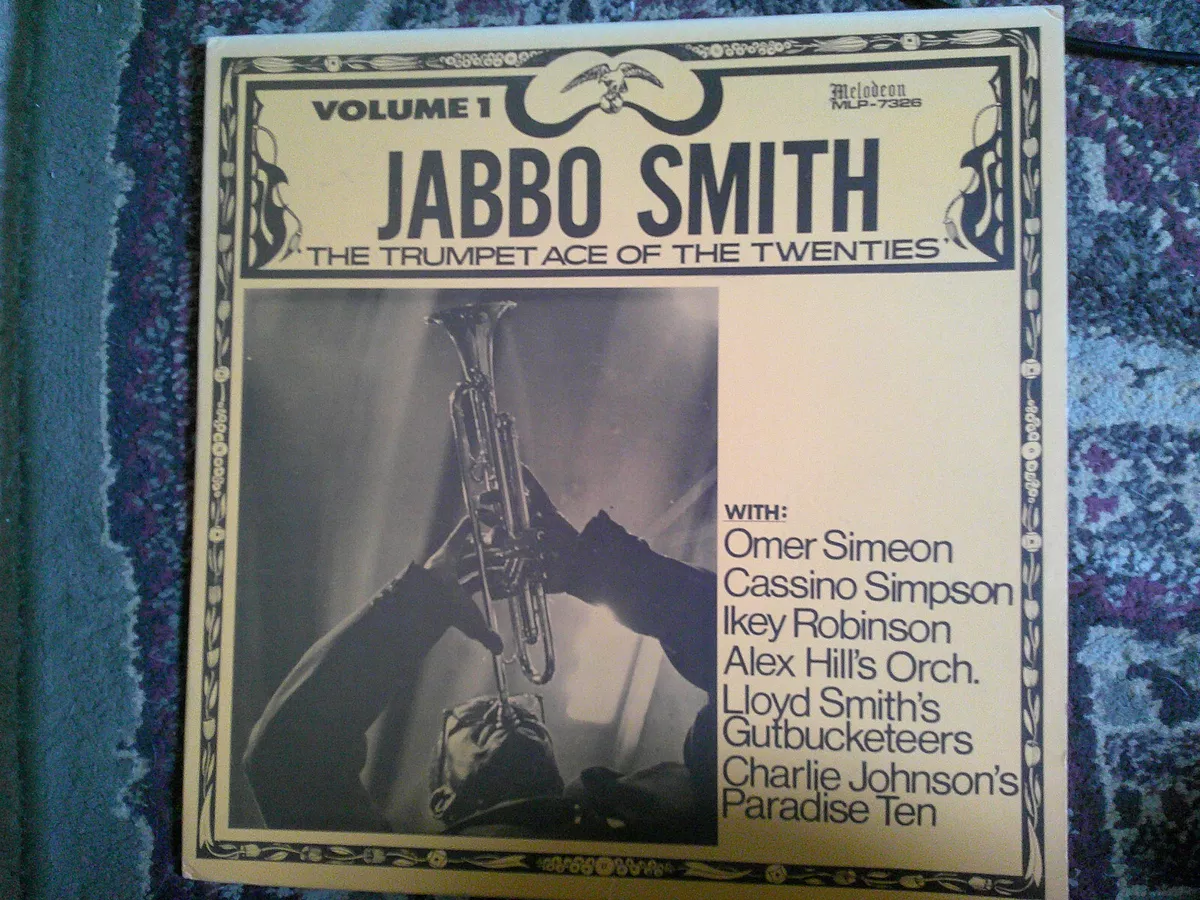 VOLUME 1
Melodeon
MLP-7326
JABBO SMITH
'THE TRUMPET ACE OF THE TWENTIES'
WITH:
Omer Simeon
Cassino Simpson
Ikey Robinson
Alex Hill's Orch.
Lloyd Smith's
Gutbucketeers
Charlie Johnson's
Paradise Ten